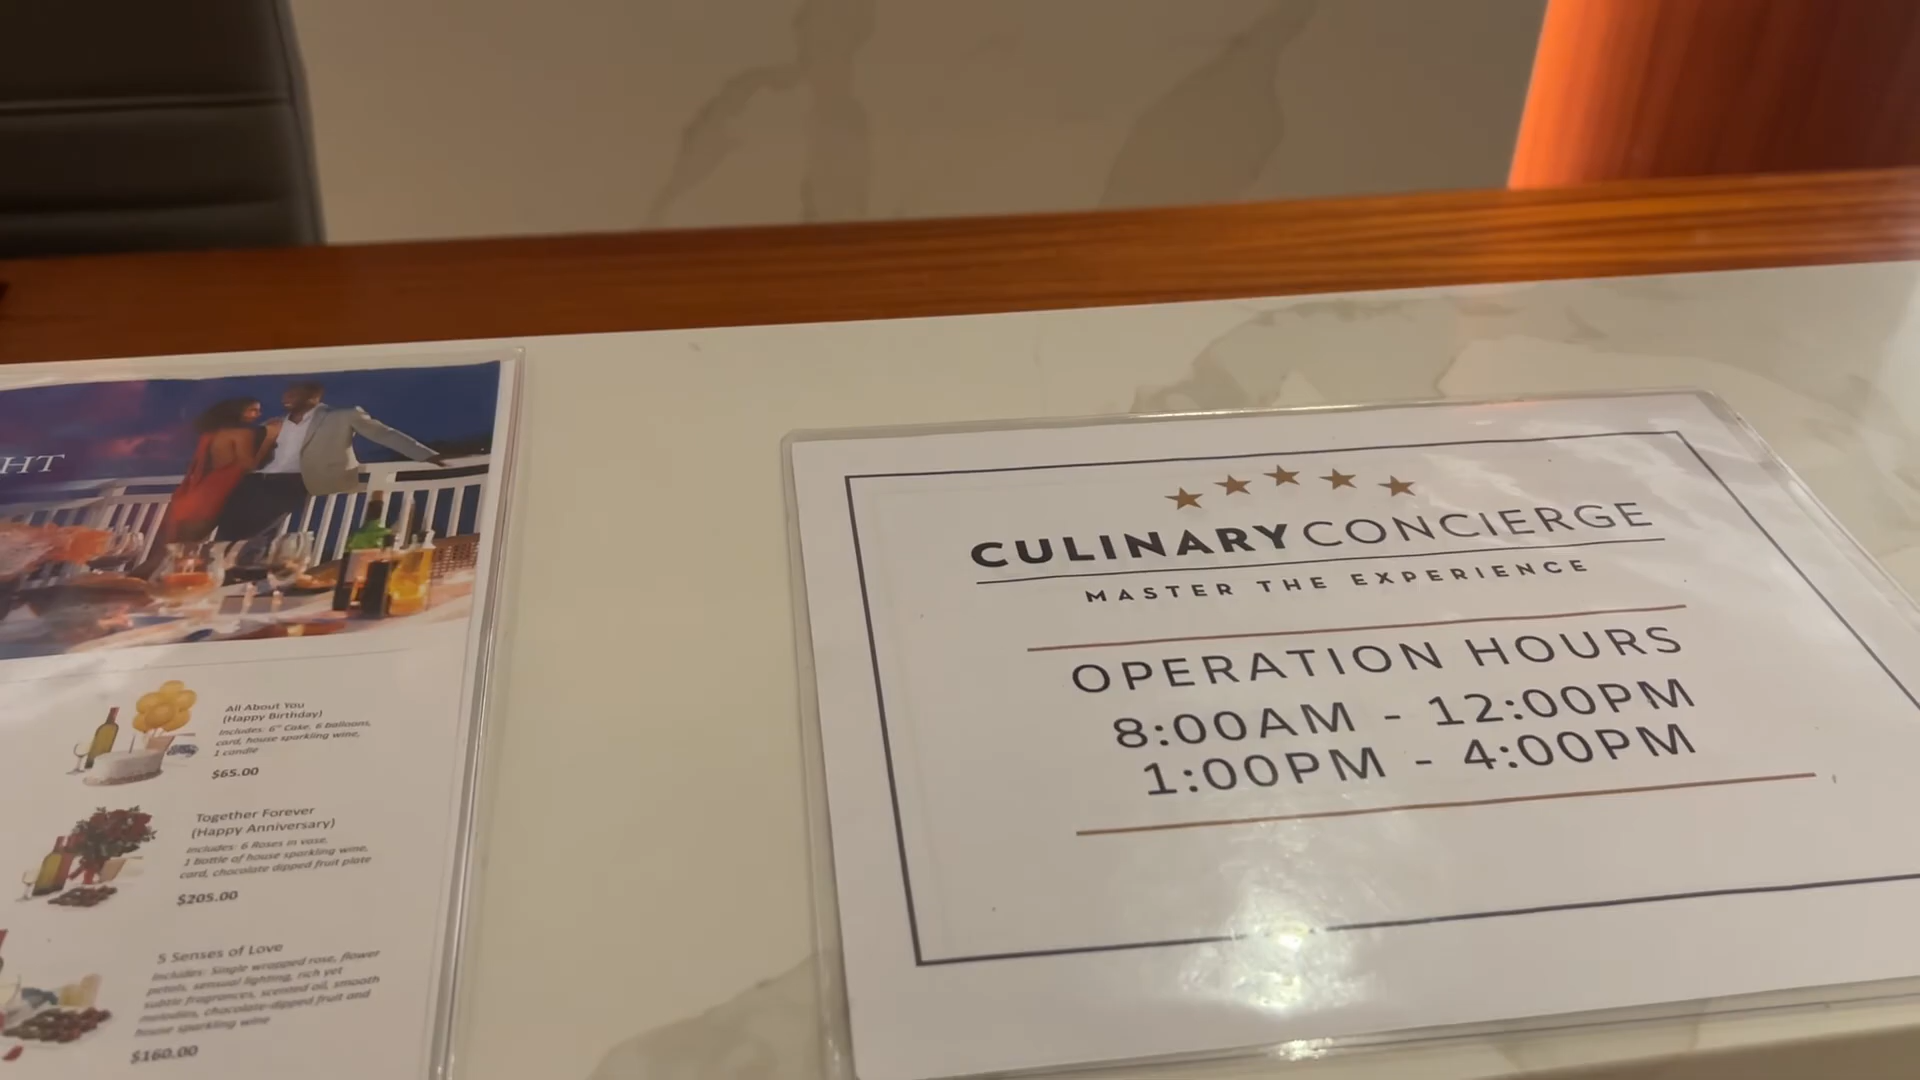 HT
All About You
(Happy Birthday)
Includes: 6" Cake, 6 balloons,
card, house sparkling wine,
1 candle
$65.00
Together Forever
(Happy Anniversary)
Includes: 6 Roses in vase,
1 bottle of house sparkling wine,
card, chocolate dipped fruit plate
$205.00
5 Senses of Love
Includes: Single wrapped rose, flower
petals, sensual lighting, rich yet
subtle fragrances, scented oil, smooth
melodies, chocolate-dipped fruit and
house sparkling wine
$160.00
CULINARYCONCIERGE
MASTER THE EXPERIENCE
OPERATION HOURS
8:00AM - 12:00PM
1:00PM - 4:00PM